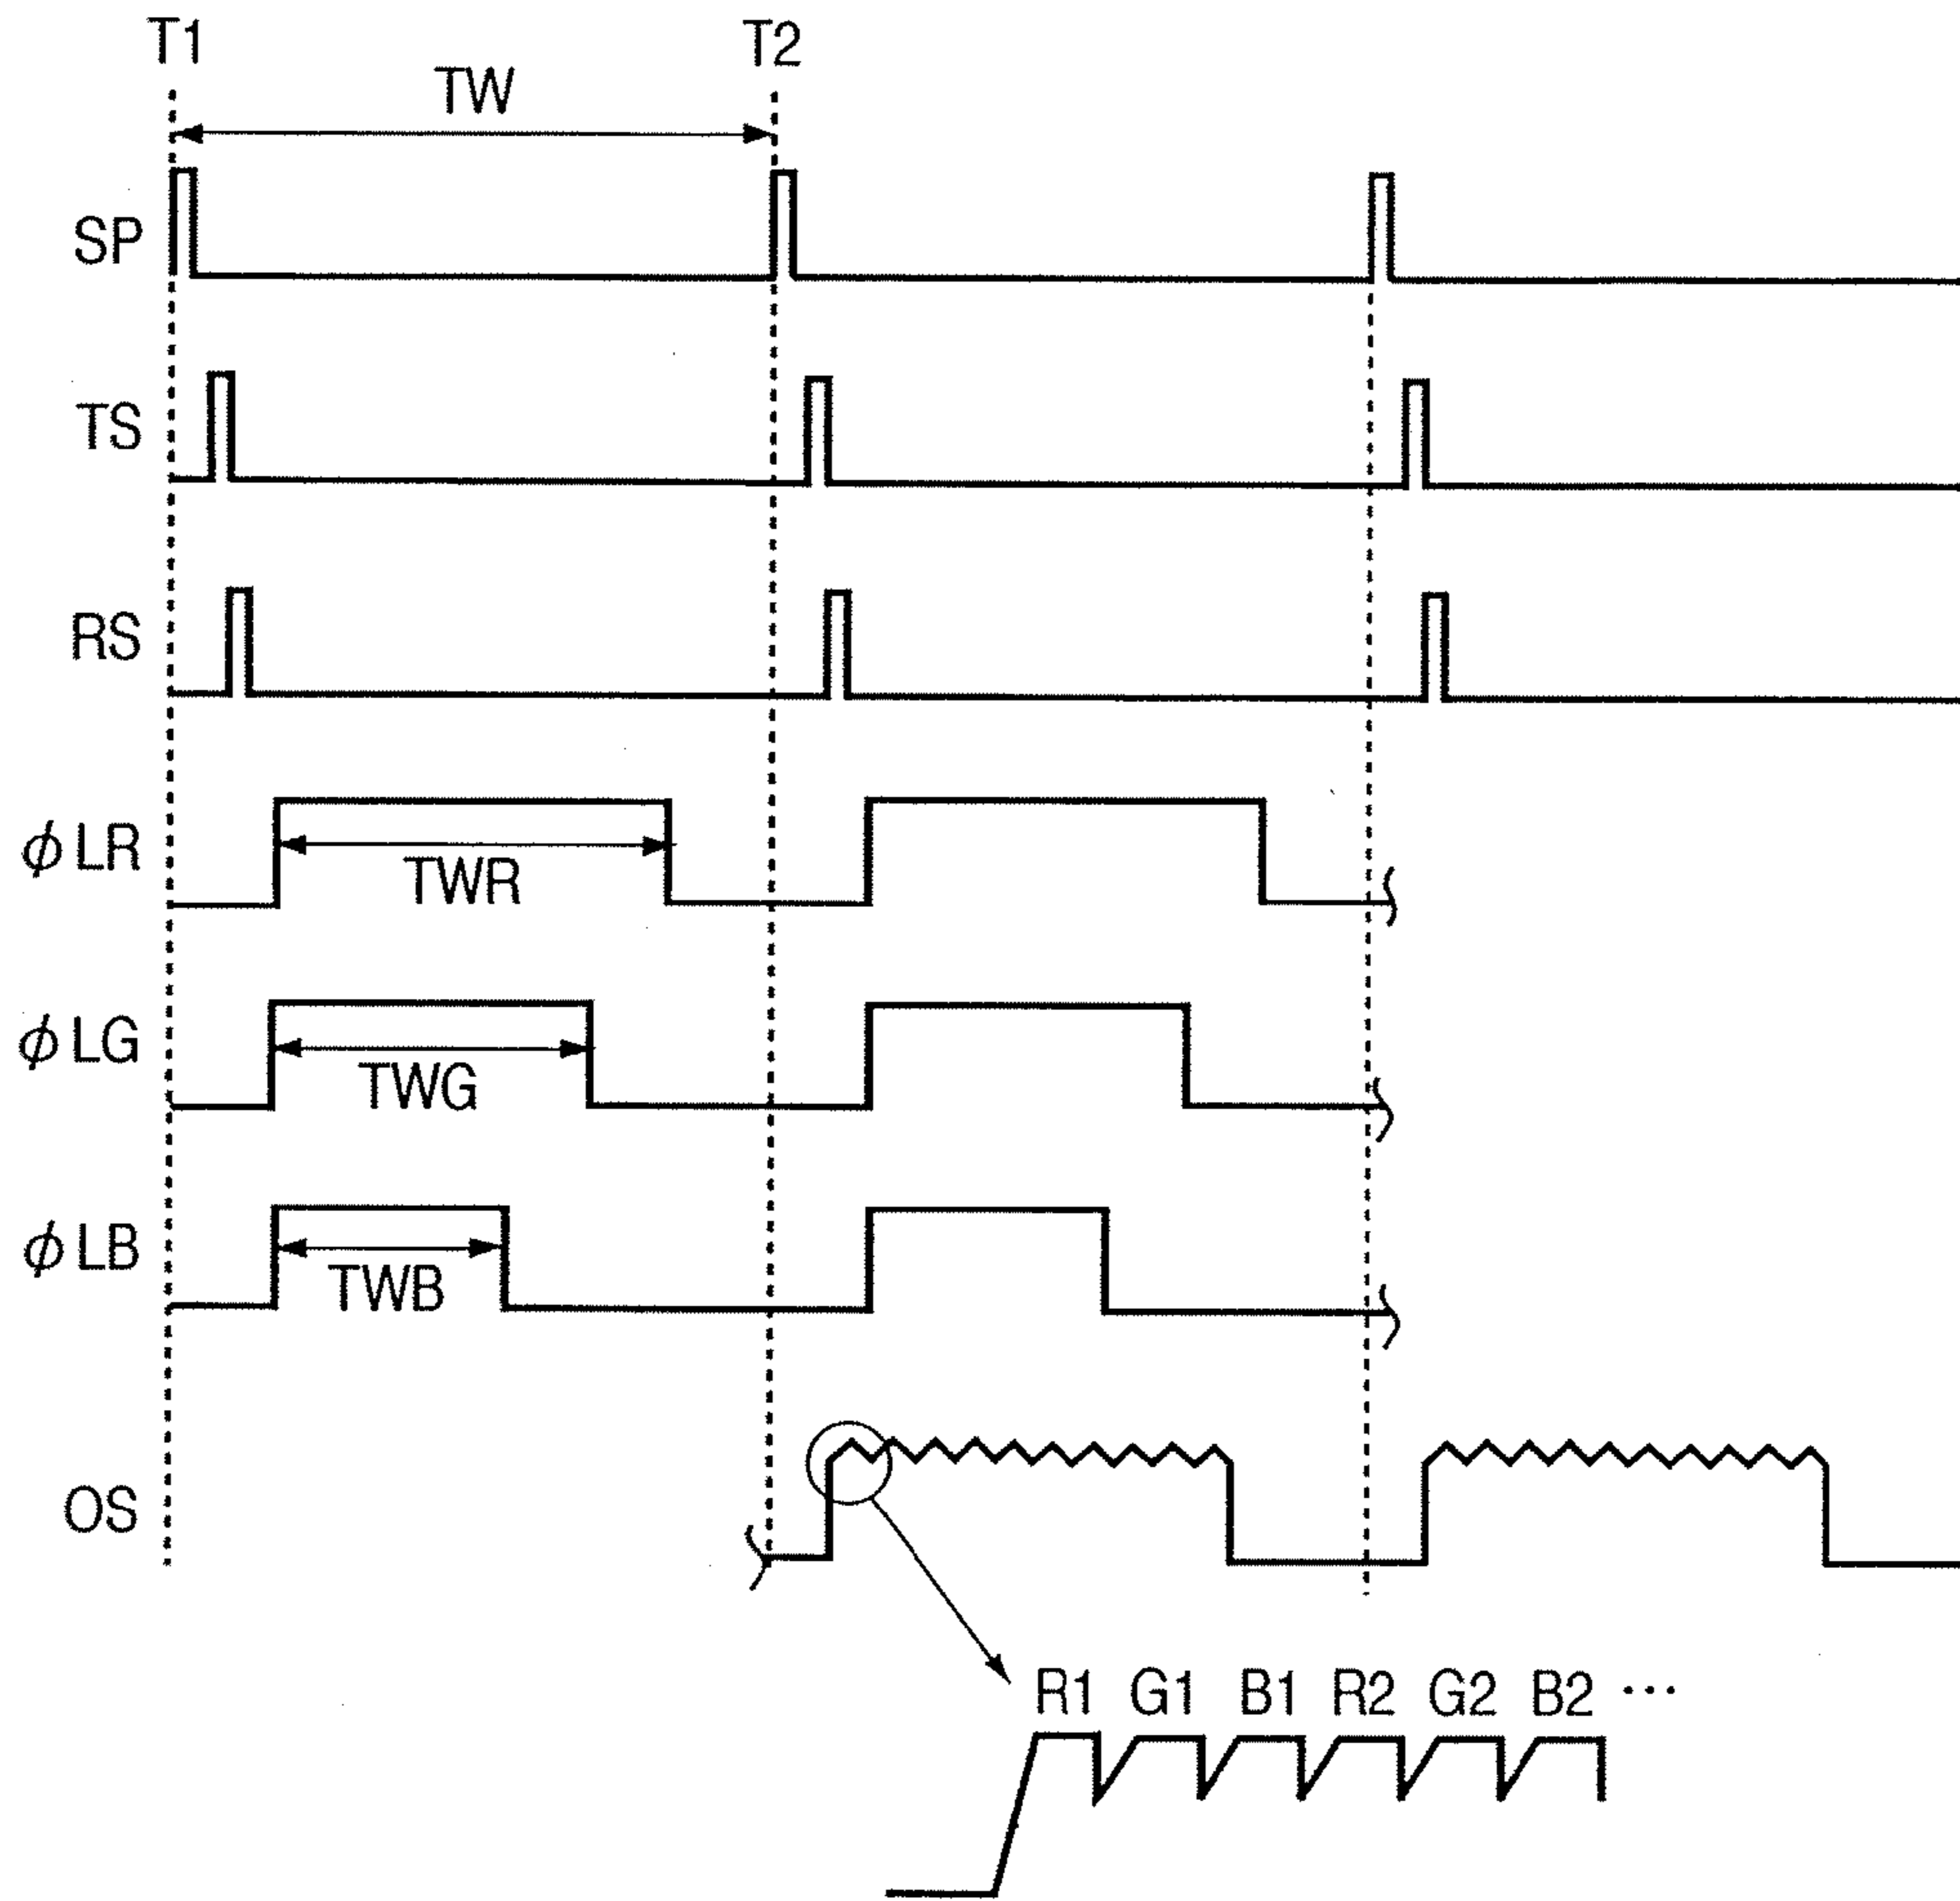 T1
T2
TW
SP
TS
RS
ϕLR
TWR
ϕLG
TWG
ϕLB
TWB
OS
R1 G1 B1 R2 G2 B2 ···